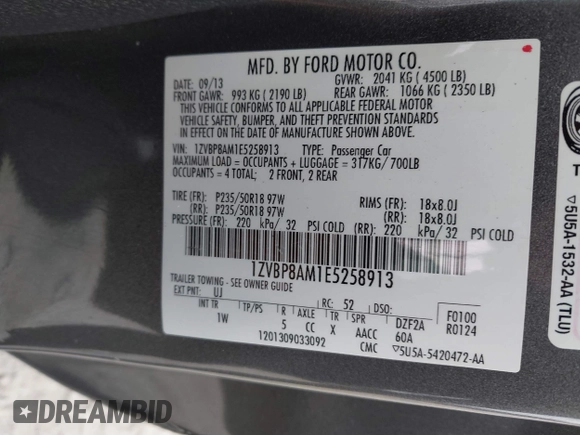 MFD. BY FORD MOTOR CO.
DATE: 09/13 GVWR: 2041 KG ( 4500 LB)
FRONT GAWR: 993 KG ( 2190 LB) REAR GAWR: 1066 KG ( 2350 LB)
THIS VEHICLE CONFORMS TO ALL APPLICABLE FEDERAL MOTOR
VEHICLE SAFETY, BUMPER, AND THEFT PREVENTION STANDARDS
IN EFFECT ON THE DATE OF MANUFACTURE SHOWN ABOVE.
VIN: 1ZVBP8AM1E5258913 TYPE: Passenger Car
MAXIMUM LOAD = OCCUPANTS + LUGGAGE = 317KG/700LB
OCCUPANTS = 4 TOTAL; 2 FRONT, 2 REAR
TIRE (FR): P235/50R18 97W RIMS (FR): 18x8.0J
TIRE(RR): P235/50R18 97W (RR): 18x8.0J
PRESSURE (FR): 220 kPa/ 32 PSI COLD (RR): 220 kPa/ 32 PSI COLD
1ZVBP8AM1E5258913
TRAILER TOWING - SEE OWNER GUIDE
EXT PNT: UJ RC: 52 DSO: F0100
INT TR TP/PS R AXLE TR SPR DZF2A R0124
1W 5 CC X AACC 60A
1201309033092 CMC ▽5U5A-5420472-AA
▽5U5A-1532-AA (TLU)
DREAMBID